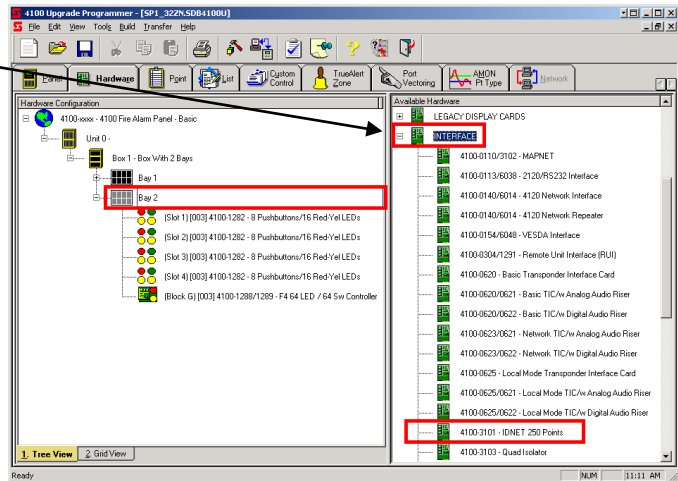 4100 Upgrade Programmer - [SP1_322N.SDB4100U]
File Edit View Tools Build Transfer Help
Panel Hardware Point List Custom Control TrueAlert Zone Port Vectoring AMON Pt Type Network
Hardware Configuration
4100-xxxx - 4100 Fire Alarm Panel - Basic
Unit 0 -
Box 1 - Box With 2 Bays
Bay 1
Bay 2
(Slot 1) [003] 4100-1282 - 8 Pushbuttons/16 Red-Yel LEDs
(Slot 2) [003] 4100-1282 - 8 Pushbuttons/16 Red-Yel LEDs
(Slot 3) [003] 4100-1282 - 8 Pushbuttons/16 Red-Yel LEDs
(Slot 4) [003] 4100-1282 - 8 Pushbuttons/16 Red-Yel LEDs
(Block G) [003] 4100-1288/1289 - F4 64 LED / 64 Sw Controller
Available Hardware
LEGACY DISPLAY CARDS
INTERFACE
4100-0110/3102 - MAPNET
4100-0113/6038 - 2120/RS232 Interface
4100-0140/6014 - 4120 Network Interface
4100-0140/6014 - 4120 Network Repeater
4100-0154/6048 - VESDA Interface
4100-0304/1291 - Remote Unit Interface (RUI)
4100-0620 - Basic Transponder Interface Card
4100-0620/0621 - Basic TIC/w Analog Audio Riser
4100-0620/0622 - Basic TIC/w Digital Audio Riser
4100-0623/0621 - Network TIC/w Analog Audio Riser
4100-0623/0622 - Network TIC/w Digital Audio Riser
4100-0625 - Local Mode Transponder Interface Card
4100-0625/0621 - Local Mode TIC/w Analog Audio Riser
4100-0625/0622 - Local Mode TIC/w Digital Audio Riser
4100-3101 - IDNET 250 Points
4100-3103 - Quad Isolator
1. Tree View 2. Grid View
Ready NUM 11:11 AM